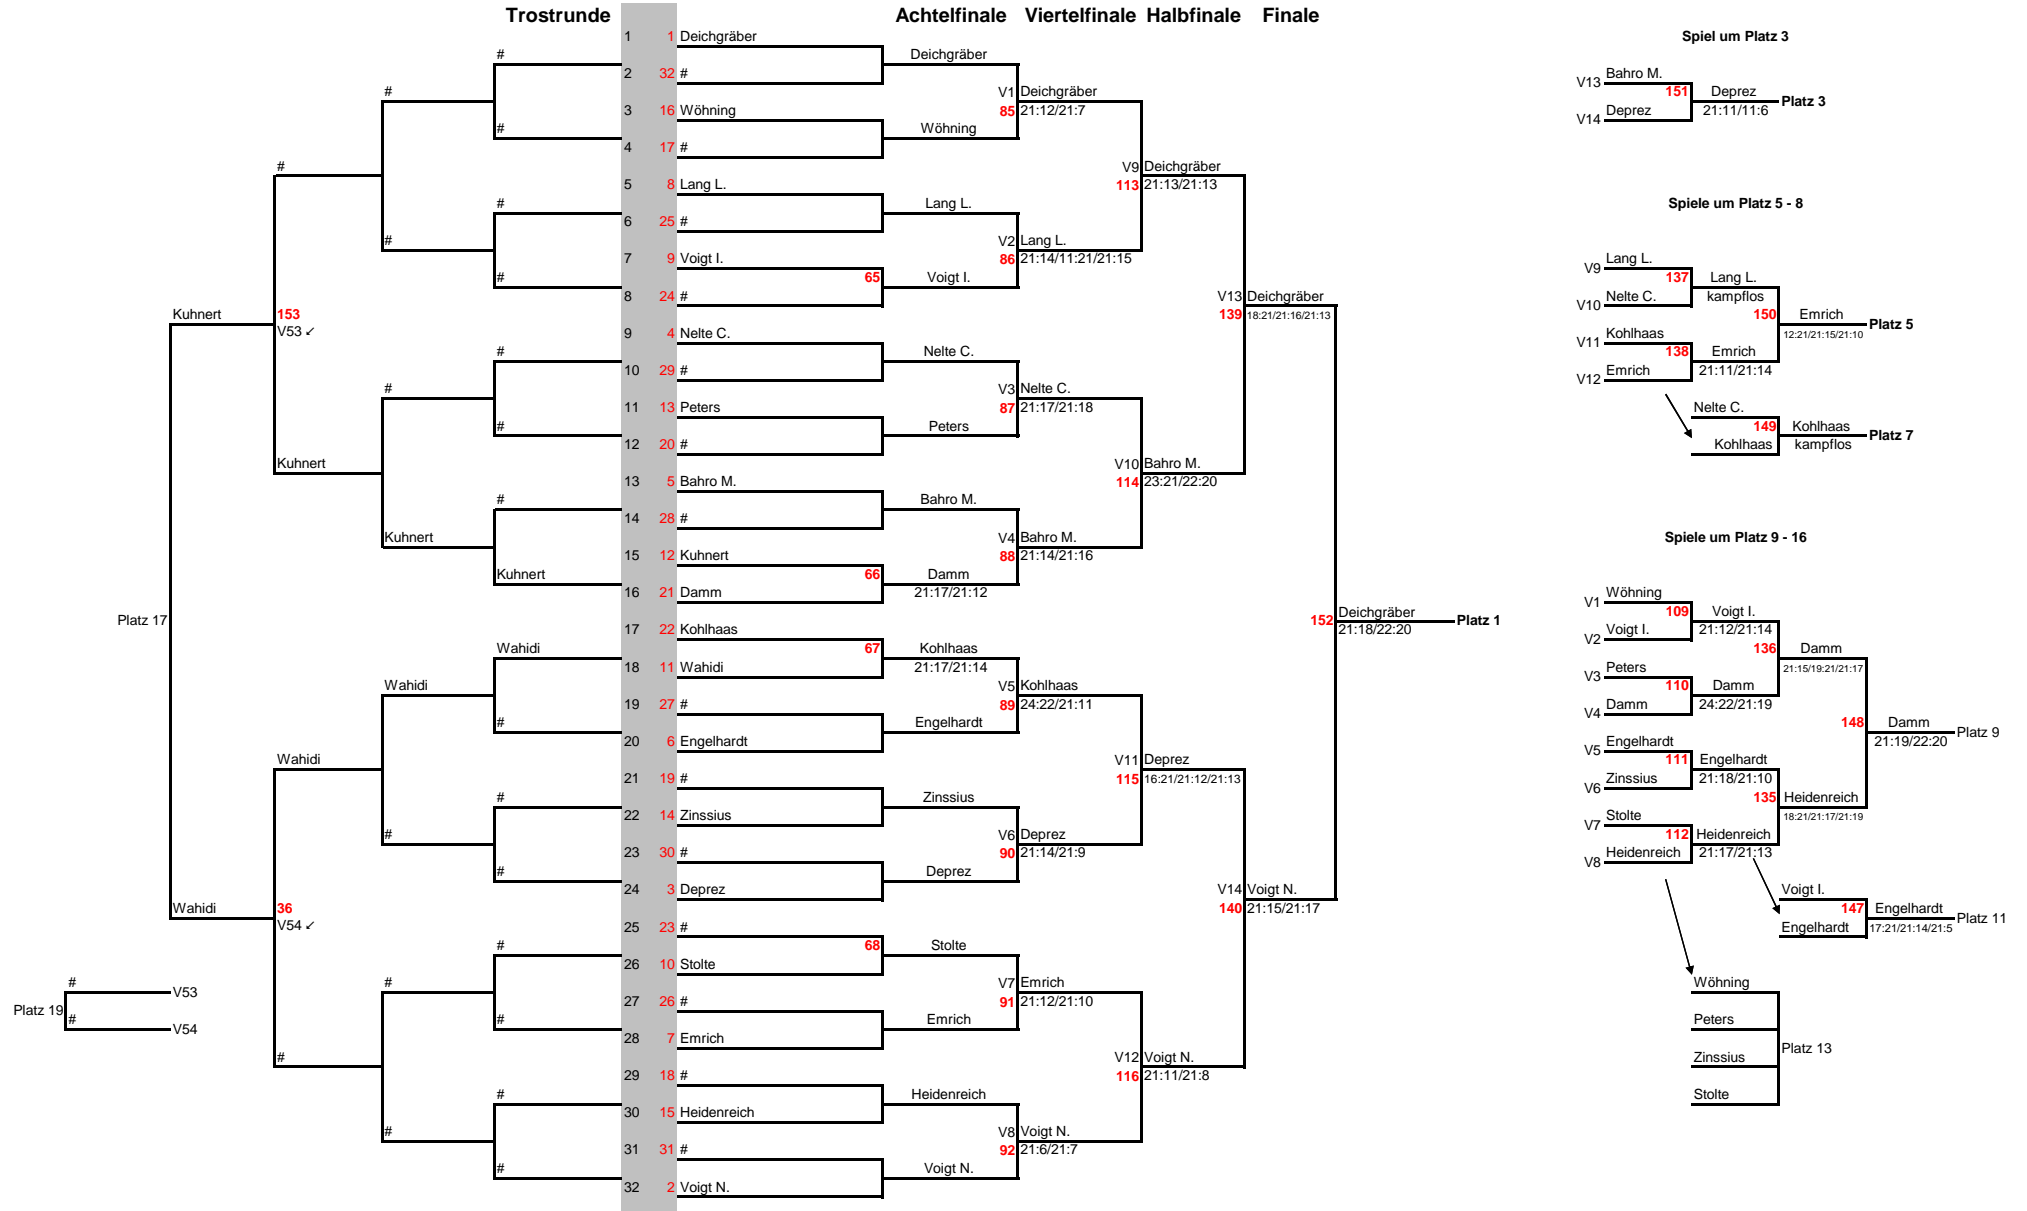 Trostrunde Achtelfinale Viertelfinale Halbfinale Finale
1 1 Deichgräber
# Deichgräber
2 32 #
# V1 Deichgräber
3 16 Wöhning 85 21:12/21:7
# Wöhning
4 17 #
# V9 Deichgräber
5 8 Lang L. 113 21:13/21:13
# Lang L.
6 25 #
# V2 Lang L.
7 9 Voigt I. 86 21:14/11:21/21:15
# 65 Voigt I.
8 24 # V13 Deichgräber
Kuhnert 153 139 18:21/21:16/21:13
V53 ↙
9 4 Nelte C.
# Nelte C.
10 29 #
# V3 Nelte C.
11 13 Peters 87 21:17/21:18
# Peters
12 20 #
Kuhnert V10 Bahro M.
13 5 Bahro M. 114 23:21/22:20
# Bahro M.
14 28 #
Kuhnert V4 Bahro M.
15 12 Kuhnert 88 21:14/21:16
Kuhnert 66 Damm
16 21 Damm 21:17/21:12
Platz 17 152 Deichgräber Platz 1
17 22 Kohlhaas 21:18/22:20
Wahidi 67 Kohlhaas
18 11 Wahidi 21:17/21:14
Wahidi V5 Kohlhaas
19 27 # 89 24:22/21:11
# Engelhardt
20 6 Engelhardt
Wahidi V11 Deprez
21 19 # 115 16:21/21:12/21:13
# Zinssius
22 14 Zinssius
# V6 Deprez
23 30 # 90 21:14/21:9
# Deprez
24 3 Deprez V14 Voigt N.
Wahidi 36 140 21:15/21:17
V54 ↙
25 23 #
# 68 Stolte
26 10 Stolte
# V7 Emrich
27 26 # 91 21:12/21:10
# Emrich
28 7 Emrich
# V12 Voigt N.
29 18 # 116 21:11/21:8
# Heidenreich
30 15 Heidenreich
# V8 Voigt N.
31 31 # 92 21:6/21:7
# Voigt N.
32 2 Voigt N.
# V53
Platz 19
# V54
Spiel um Platz 3
V13 Bahro M.
151 Deprez Platz 3
V14 Deprez 21:11/11:6
Spiele um Platz 5 - 8
V9 Lang L.
137 Lang L.
V10 Nelte C. kampflos
150 Emrich Platz 5
V11 Kohlhaas 12:21/21:15/21:10
138 Emrich
V12 Emrich 21:11/21:14
Nelte C.
149 Kohlhaas Platz 7
Kohlhaas kampflos
Spiele um Platz 9 - 16
V1 Wöhning
109 Voigt I.
V2 Voigt I. 21:12/21:14
136 Damm
V3 Peters 21:15/19:21/21:17
110 Damm
V4 Damm 24:22/21:19
148 Damm Platz 9
V5 Engelhardt 21:19/22:20
111 Engelhardt
V6 Zinssius 21:18/21:10
135 Heidenreich
V7 Stolte 18:21/21:17/21:19
112 Heidenreich
V8 Heidenreich 21:17/21:13
Voigt I.
147 Engelhardt Platz 11
Engelhardt 17:21/21:14/21:5
Wöhning
Peters
Platz 13
Zinssius
Stolte